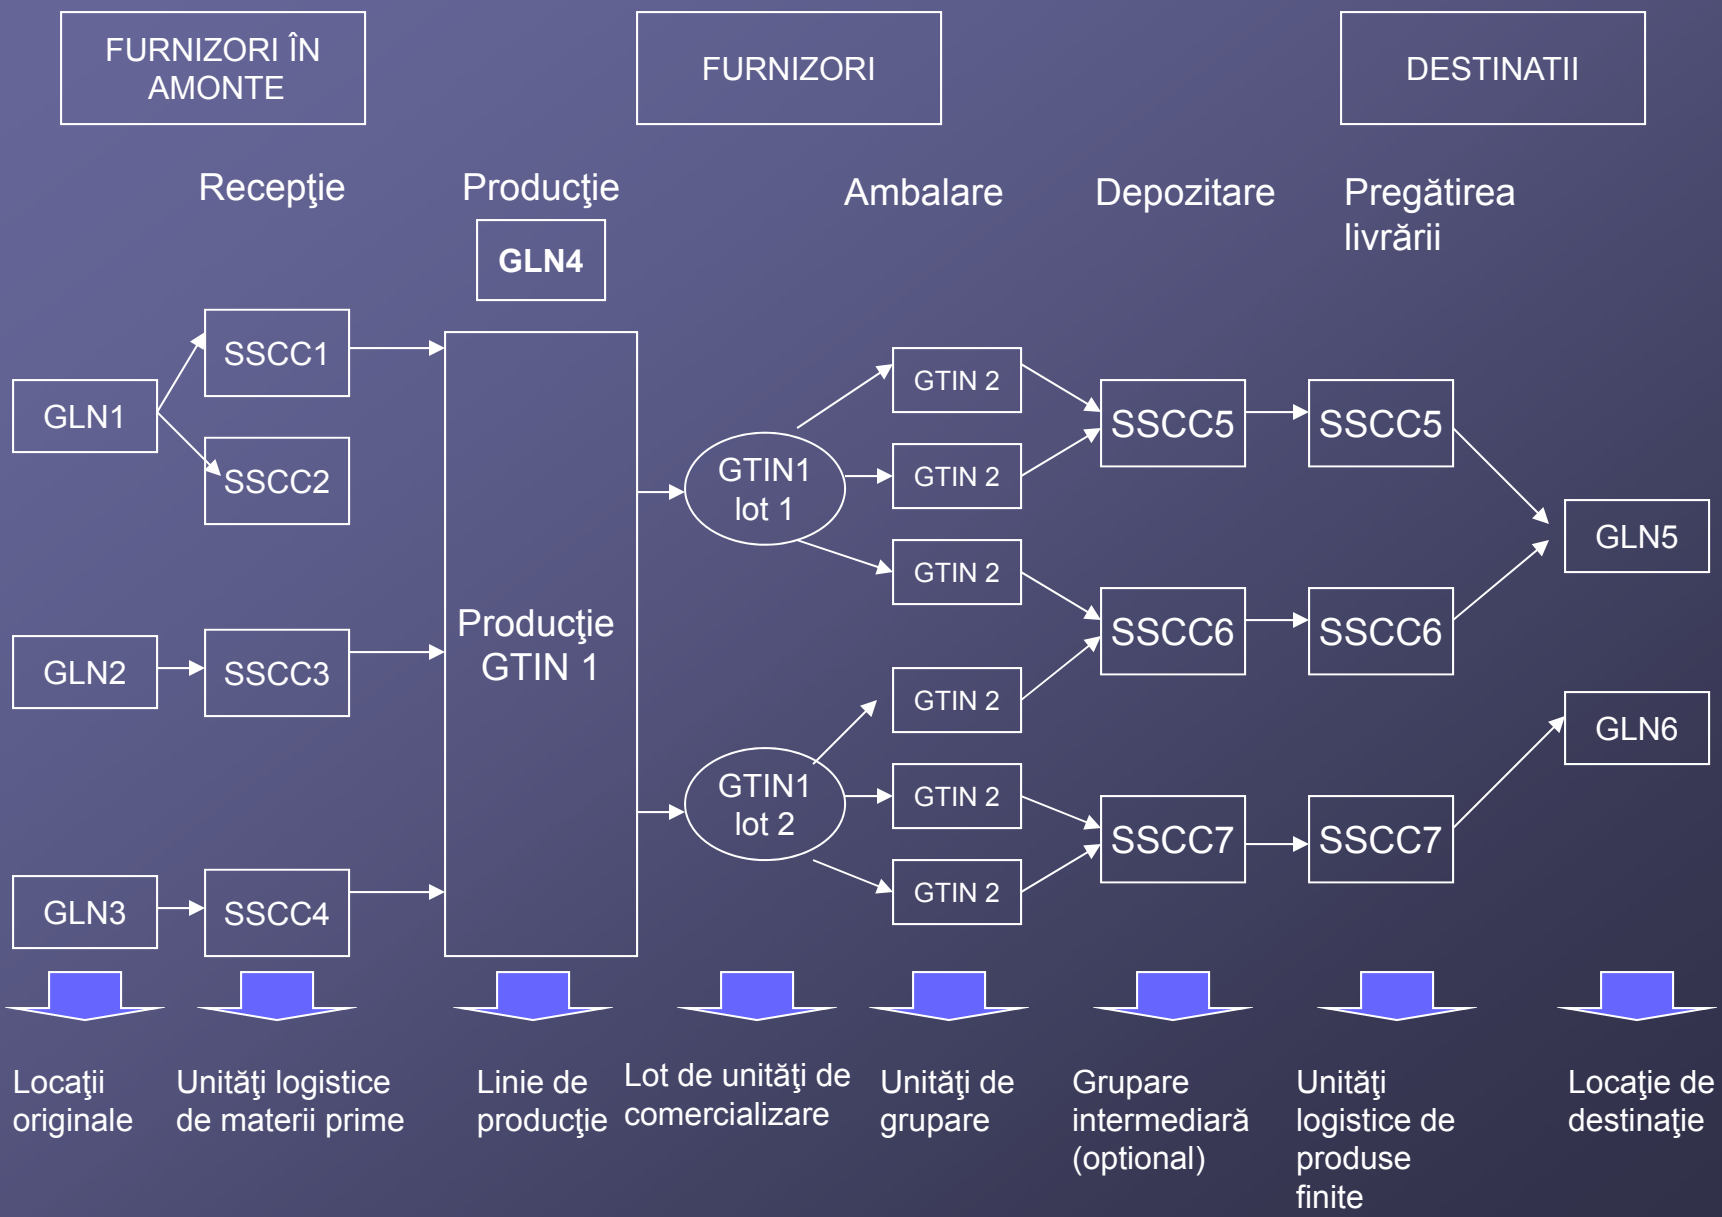 FURNIZORI ÎN
AMONTE
FURNIZORI
DESTINATII
Recepţie
Producţie
Ambalare
Depozitare
Pregătirea
livrării
GLN4
GLN1
SSCC1
SSCC2
GLN2
SSCC3
GLN3
SSCC4
Producţie
GTIN 1
GTIN1
lot 1
GTIN1
lot 2
GTIN 2
GTIN 2
GTIN 2
GTIN 2
GTIN 2
GTIN 2
SSCC5
SSCC6
SSCC7
SSCC5
SSCC6
SSCC7
GLN5
GLN6
Locaţii
originale
Unităţi logistice
de materii prime
Linie de
producţie
Lot de unităţi de
comercializare
Unităţi de
grupare
Grupare
intermediară
(optional)
Unităţi
logistice de
produse
finite
Locaţie de
destinaţie